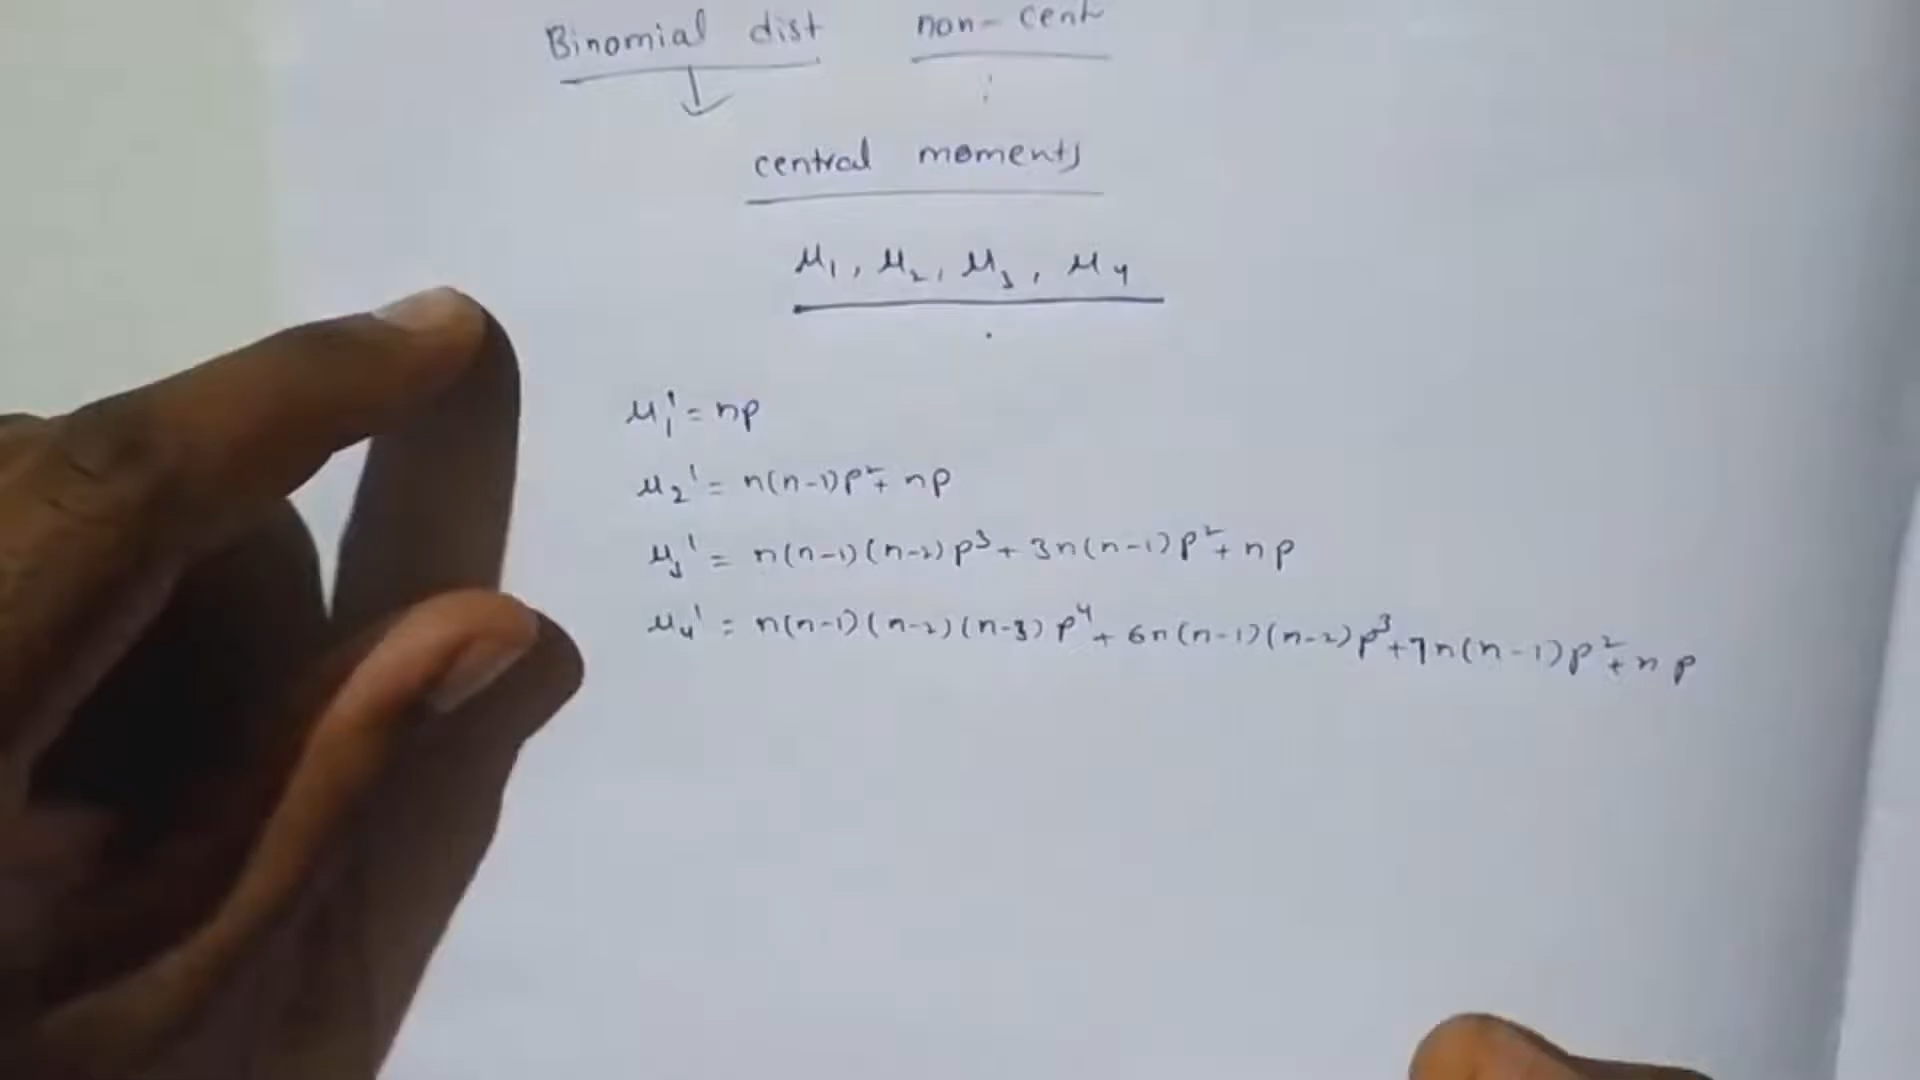 Binomial dist non-cent
central moments
μ₁, μ₂, μ₃, μ₄
μ₁' = np
μ₂' = n(n-1)p² + np
μ₃' = n(n-1)(n-2)p³ + 3n(n-1)p² + np
μ₄' = n(n-1)(n-2)(n-3)p⁴ + 6n(n-1)(n-2)p³ + 7n(n-1)p² + np